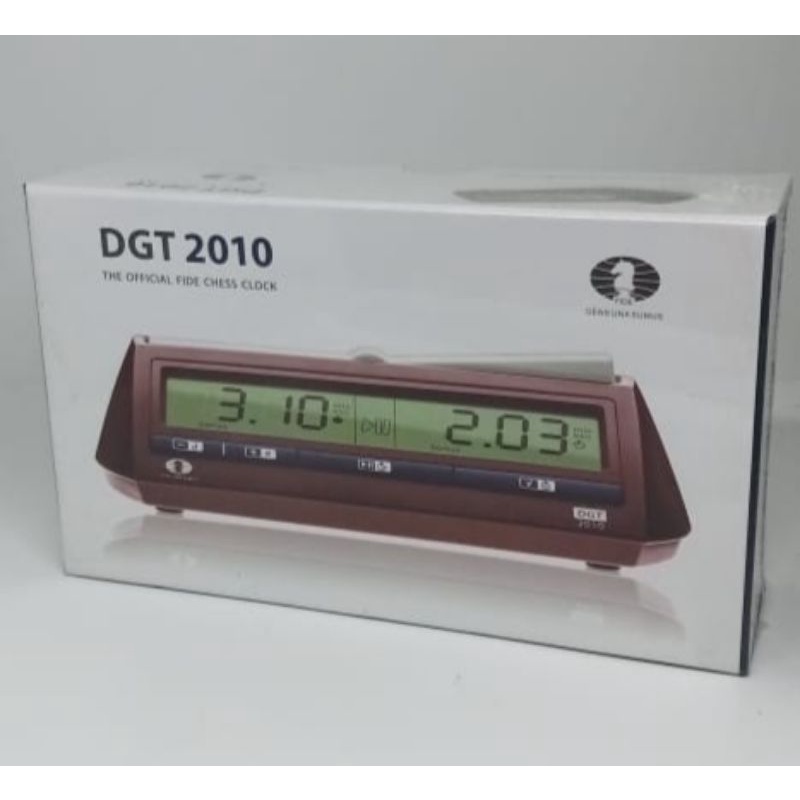 DGT 2010
THE OFFICIAL FIDE CHESS CLOCK
FIDE
GENS UNA SUMUS
3.10
2.03
DGT
2010